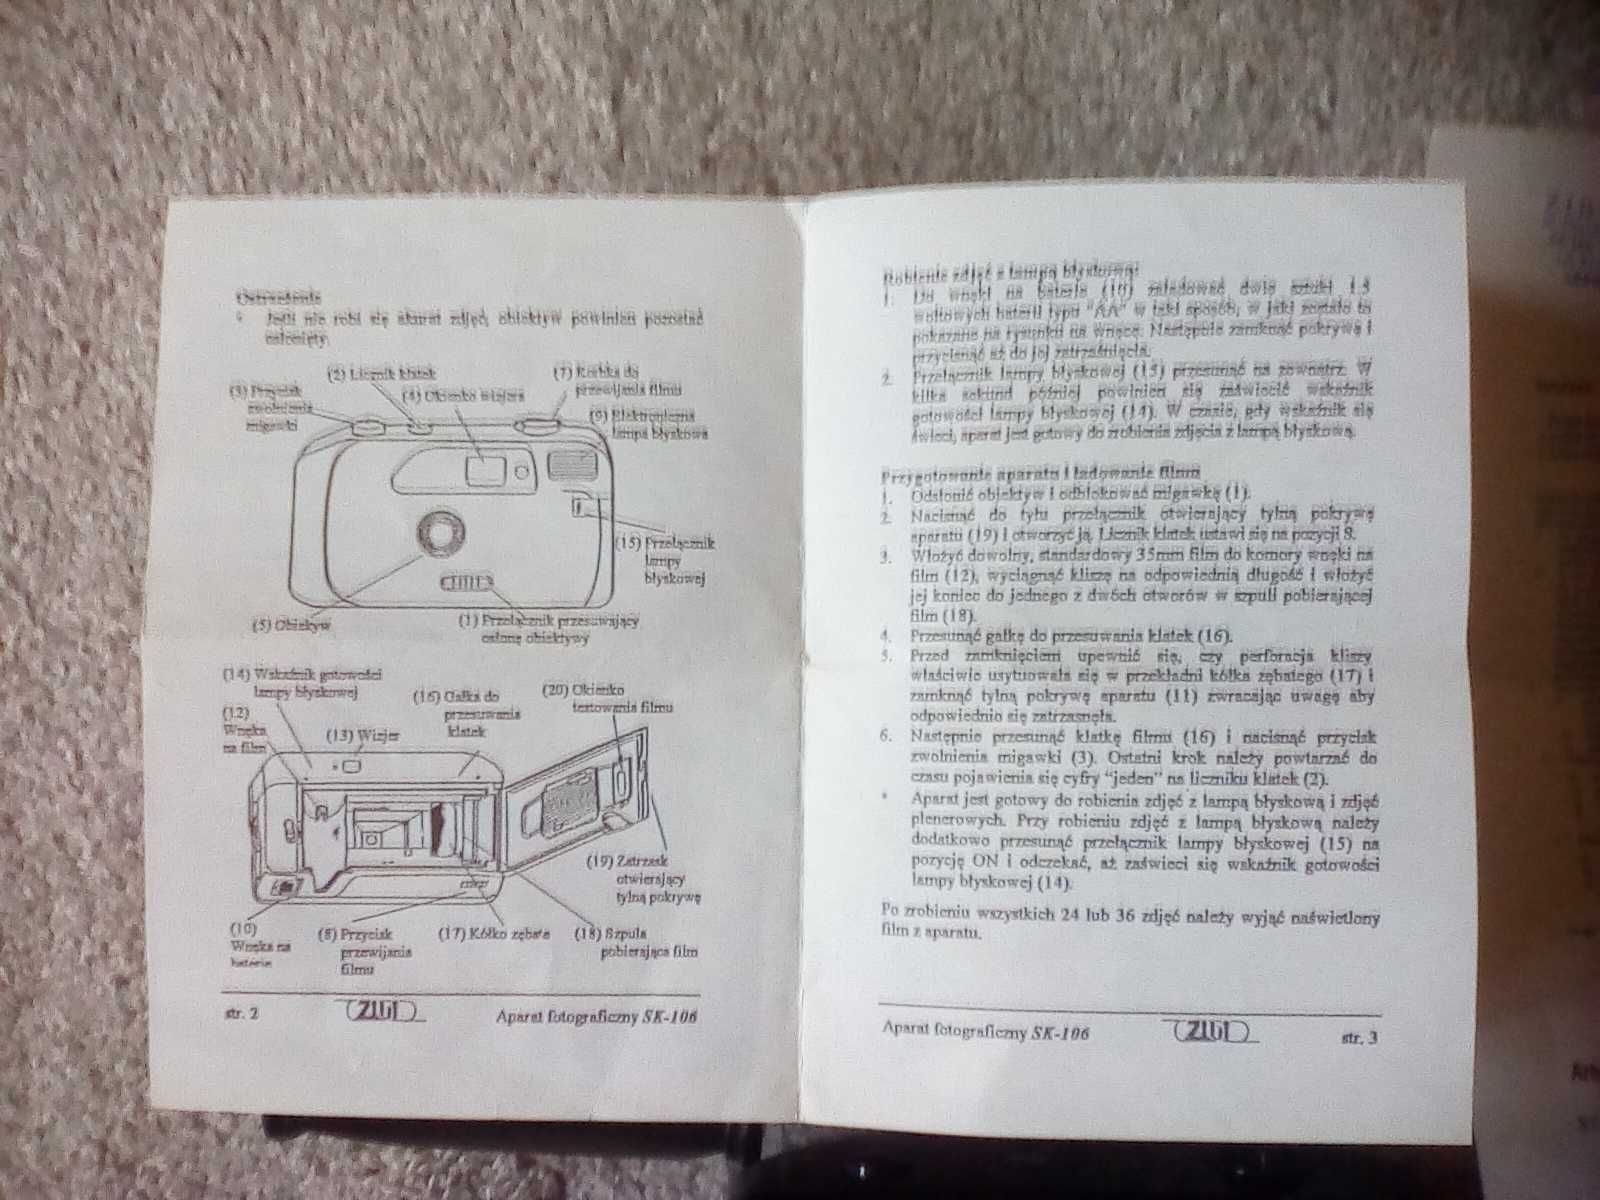 Ostrzeżenie
* Jeśli nie robi się akurat zdjęć, obiektyw powinien pozostać
zasłonięty.
(2) Licznik klatek
(7) Korbka do
przewijania filmu
(3) Przycisk
zwolnienia
migawki
(4) Okienko wizjera
(9) Elektroniczna
lampa błyskowa
(15) Przełącznik
lampy
błyskowej
(5) Obiektyw
(1) Przełącznik przesuwający
osłonę obiektywy
(14) Wskaźnik gotowości
lampy błyskowej
(16) Gałka do
przesuwania
klatek
(20) Okienko
testowania filmu
(12)
Wnęka
na film
(13) Wizjer
(19) Zatrzask
otwierający
tylną pokrywę
(10)
Wnęka na
baterie
(8) Przycisk
przewijania
filmu
(17) Kółko zębate
(18) Szpula
pobierająca film
str. 2
Aparat fotograficzny SK-106
Robienie zdjęć z lampą błyskową:
1. Do wnęki na baterie (10) załadować dwie sztuki 1.5
woltowych baterii typu "AA" w taki sposób, w jaki zostało to
pokazane na rysunku na wnęce. Następnie zamknąć pokrywę i
przycisnąć aż do jej zatrzaśnięcia.
2. Przełącznik lampy błyskowej (15) przesunąć na zewnątrz. W
kilka sekund później powinien się zaświecić wskaźnik
gotowości lampy błyskowej (14). W czasie, gdy wskaźnik się
świeci, aparat jest gotowy do zrobienia zdjęcia z lampą błyskową.
Przygotowanie aparatu i ładowanie filmu
1. Odsłonić obiektyw i odblokować migawkę (1).
2. Nacisnąć do tyłu przełącznik otwierający tylną pokrywę
aparatu (19) i otworzyć ją. Licznik klatek ustawi się na pozycji S.
3. Włożyć dowolny, standardowy 35mm film do komory wnęki na
film (12), wyciągnąć kliszę na odpowiednią długość i włożyć
jej koniec do jednego z dwóch otworów w szpuli pobierającej
film (18).
4. Przesunąć gałkę do przesuwania klatek (16).
5. Przed zamknięciem upewnić się, czy perforacja kliszy
właściwie usytuowała się w przekładni kółka zębatego (17) i
zamknąć tylną pokrywę aparatu (11) zwracając uwagę aby
odpowiednio się zatrzasnęła.
6. Następnie przesunąć klatkę filmu (16) i nacisnąć przycisk
zwolnienia migawki (3). Ostatni krok należy powtarzać do
czasu pojawienia się cyfry "jeden" na liczniku klatek (2).
* Aparat jest gotowy do robienia zdjęć z lampą błyskową i zdjęć
plenerowych. Przy robieniu zdjęć z lampą błyskową należy
dodatkowo przesunąć przełącznik lampy błyskowej (15) na
pozycję ON i odczekać, aż zaświeci się wskaźnik gotowości
lampy błyskowej (14).
Po zrobieniu wszystkich 24 lub 36 zdjęć należy wyjąć naświetlony
film z aparatu.
Aparat fotograficzny SK-106
str. 3